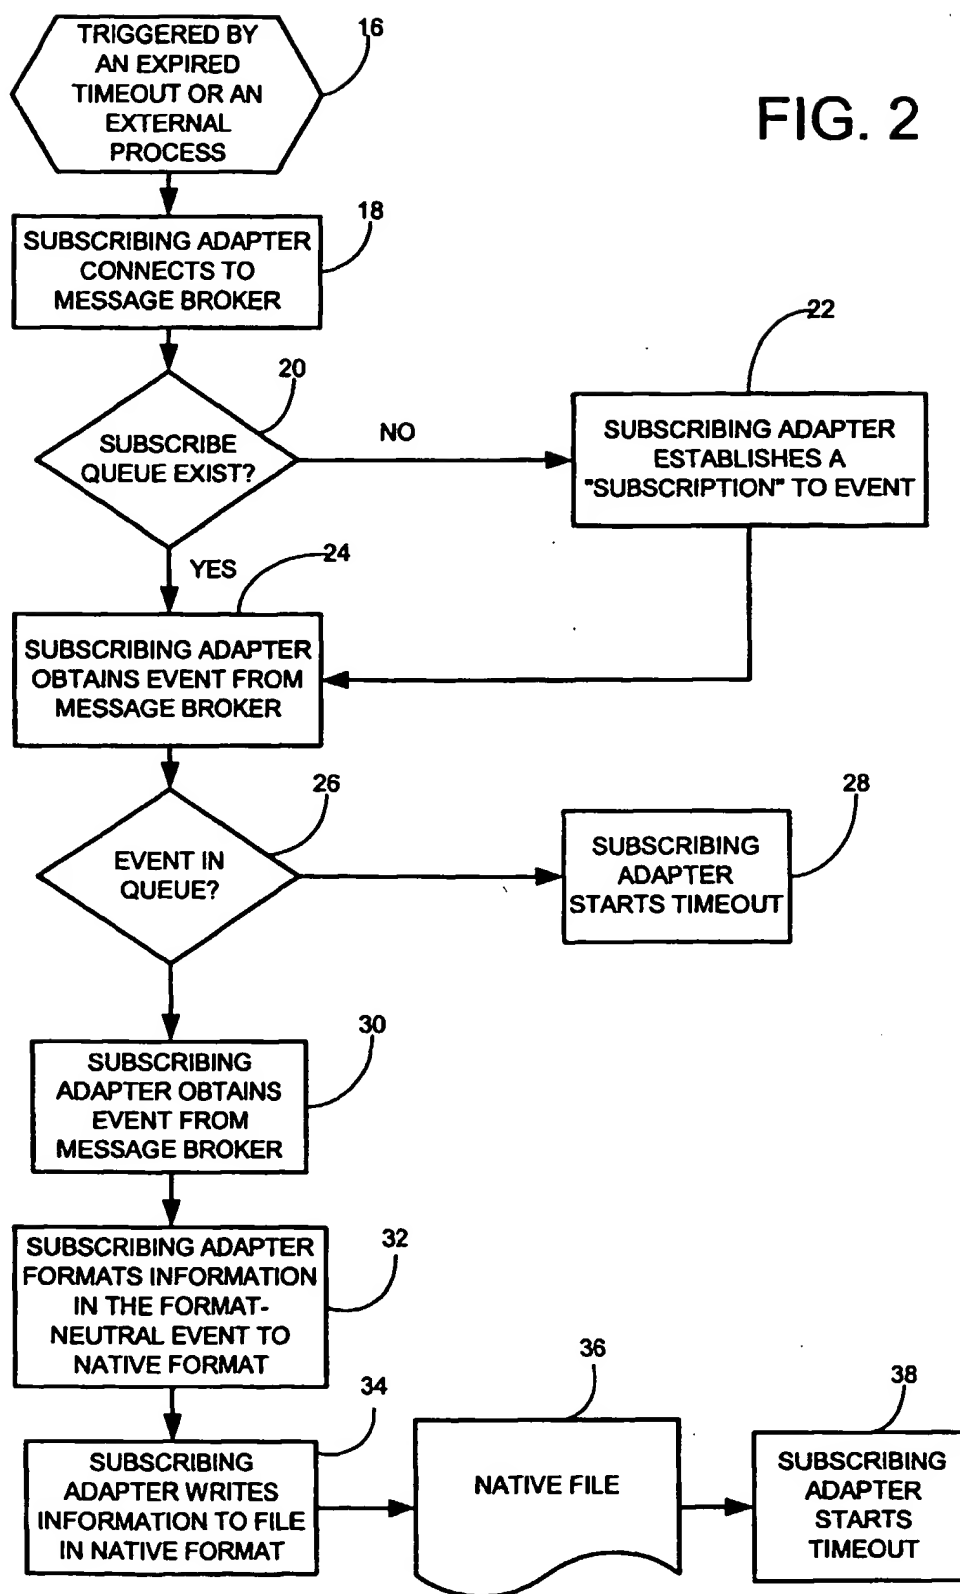 TRIGGERED BY
AN EXPIRED
TIMEOUT OR AN
EXTERNAL
PROCESS
16
FIG. 2
18
SUBSCRIBING ADAPTER
CONNECTS TO
MESSAGE BROKER
20
SUBSCRIBE
QUEUE EXIST?
NO
22
SUBSCRIBING ADAPTER
ESTABLISHES A
"SUBSCRIPTION" TO EVENT
YES
24
SUBSCRIBING ADAPTER
OBTAINS EVENT FROM
MESSAGE BROKER
26
EVENT IN
QUEUE?
28
SUBSCRIBING
ADAPTER
STARTS TIMEOUT
30
SUBSCRIBING
ADAPTER OBTAINS
EVENT FROM
MESSAGE BROKER
32
SUBSCRIBING ADAPTER
FORMATS INFORMATION
IN THE FORMAT-
NEUTRAL EVENT TO
NATIVE FORMAT
34
SUBSCRIBING
ADAPTER WRITES
INFORMATION TO FILE
IN NATIVE FORMAT
36
NATIVE FILE
38
SUBSCRIBING
ADAPTER
STARTS
TIMEOUT